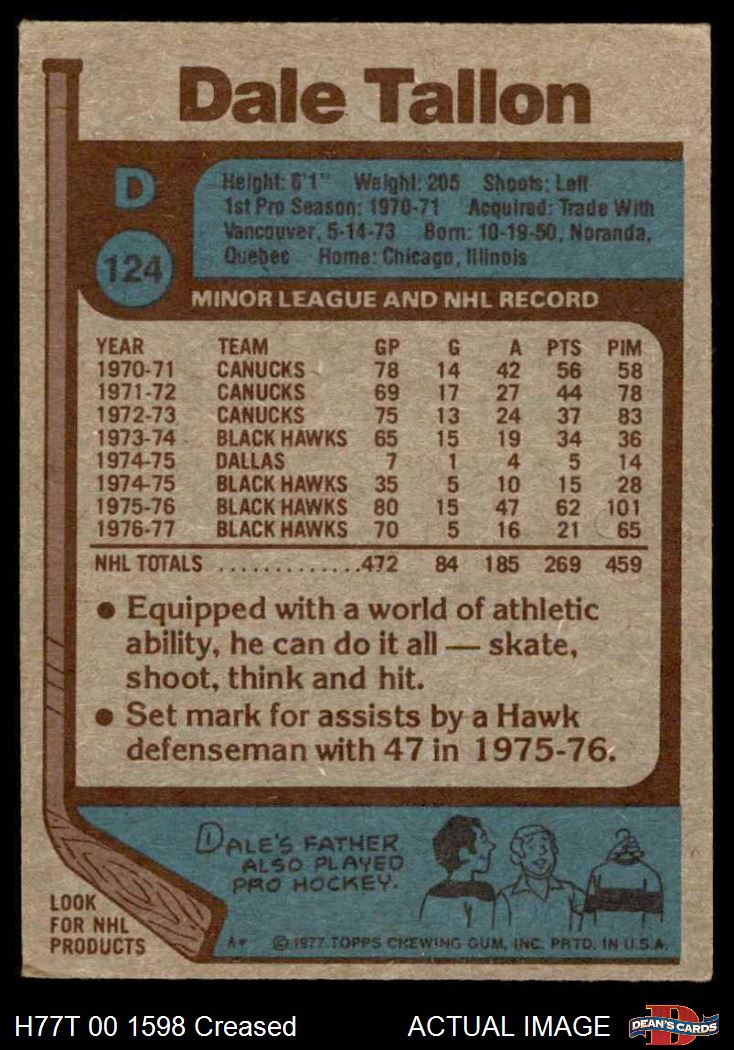 Dale Tallon
D
124
Height: 6'1" Weight: 205 Shoots: Left
1st Pro Season: 1970-71 Acquired: Trade With
Vancouver, 5-14-73 Born: 10-19-50, Noranda,
Quebec Home: Chicago, Illinois
MINOR LEAGUE AND NHL RECORD
YEAR TEAM GP G A PTS PIM
1970-71 CANUCKS 78 14 42 56 58
1971-72 CANUCKS 69 17 27 44 78
1972-73 CANUCKS 75 13 24 37 83
1973-74 BLACK HAWKS 65 15 19 34 36
1974-75 DALLAS 7 1 4 5 14
1974-75 BLACK HAWKS 35 5 10 15 28
1975-76 BLACK HAWKS 80 15 47 62 101
1976-77 BLACK HAWKS 70 5 16 21 65
NHL TOTALS .............472 84 185 269 459
• Equipped with a world of athletic
ability, he can do it all — skate,
shoot, think and hit.
• Set mark for assists by a Hawk
defenseman with 47 in 1975-76.
DALE'S FATHER
ALSO PLAYED
PRO HOCKEY.
LOOK
FOR NHL
PRODUCTS
A* © 1977 TOPPS CHEWING GUM, INC. PRTD. IN U.S.A.
H77T 00 1598 Creased ACTUAL IMAGE
DEAN'S CARDS